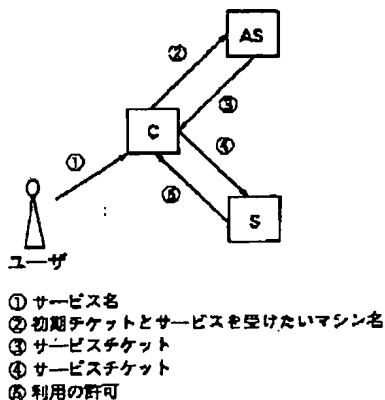 AS
②
③
C
①
④
⑤
S
ユーザ
① サービス名
② 初期チケットとサービスを受けたいマシン名
③ サービスチケット
④ サービスチケット
⑤ 利用の許可